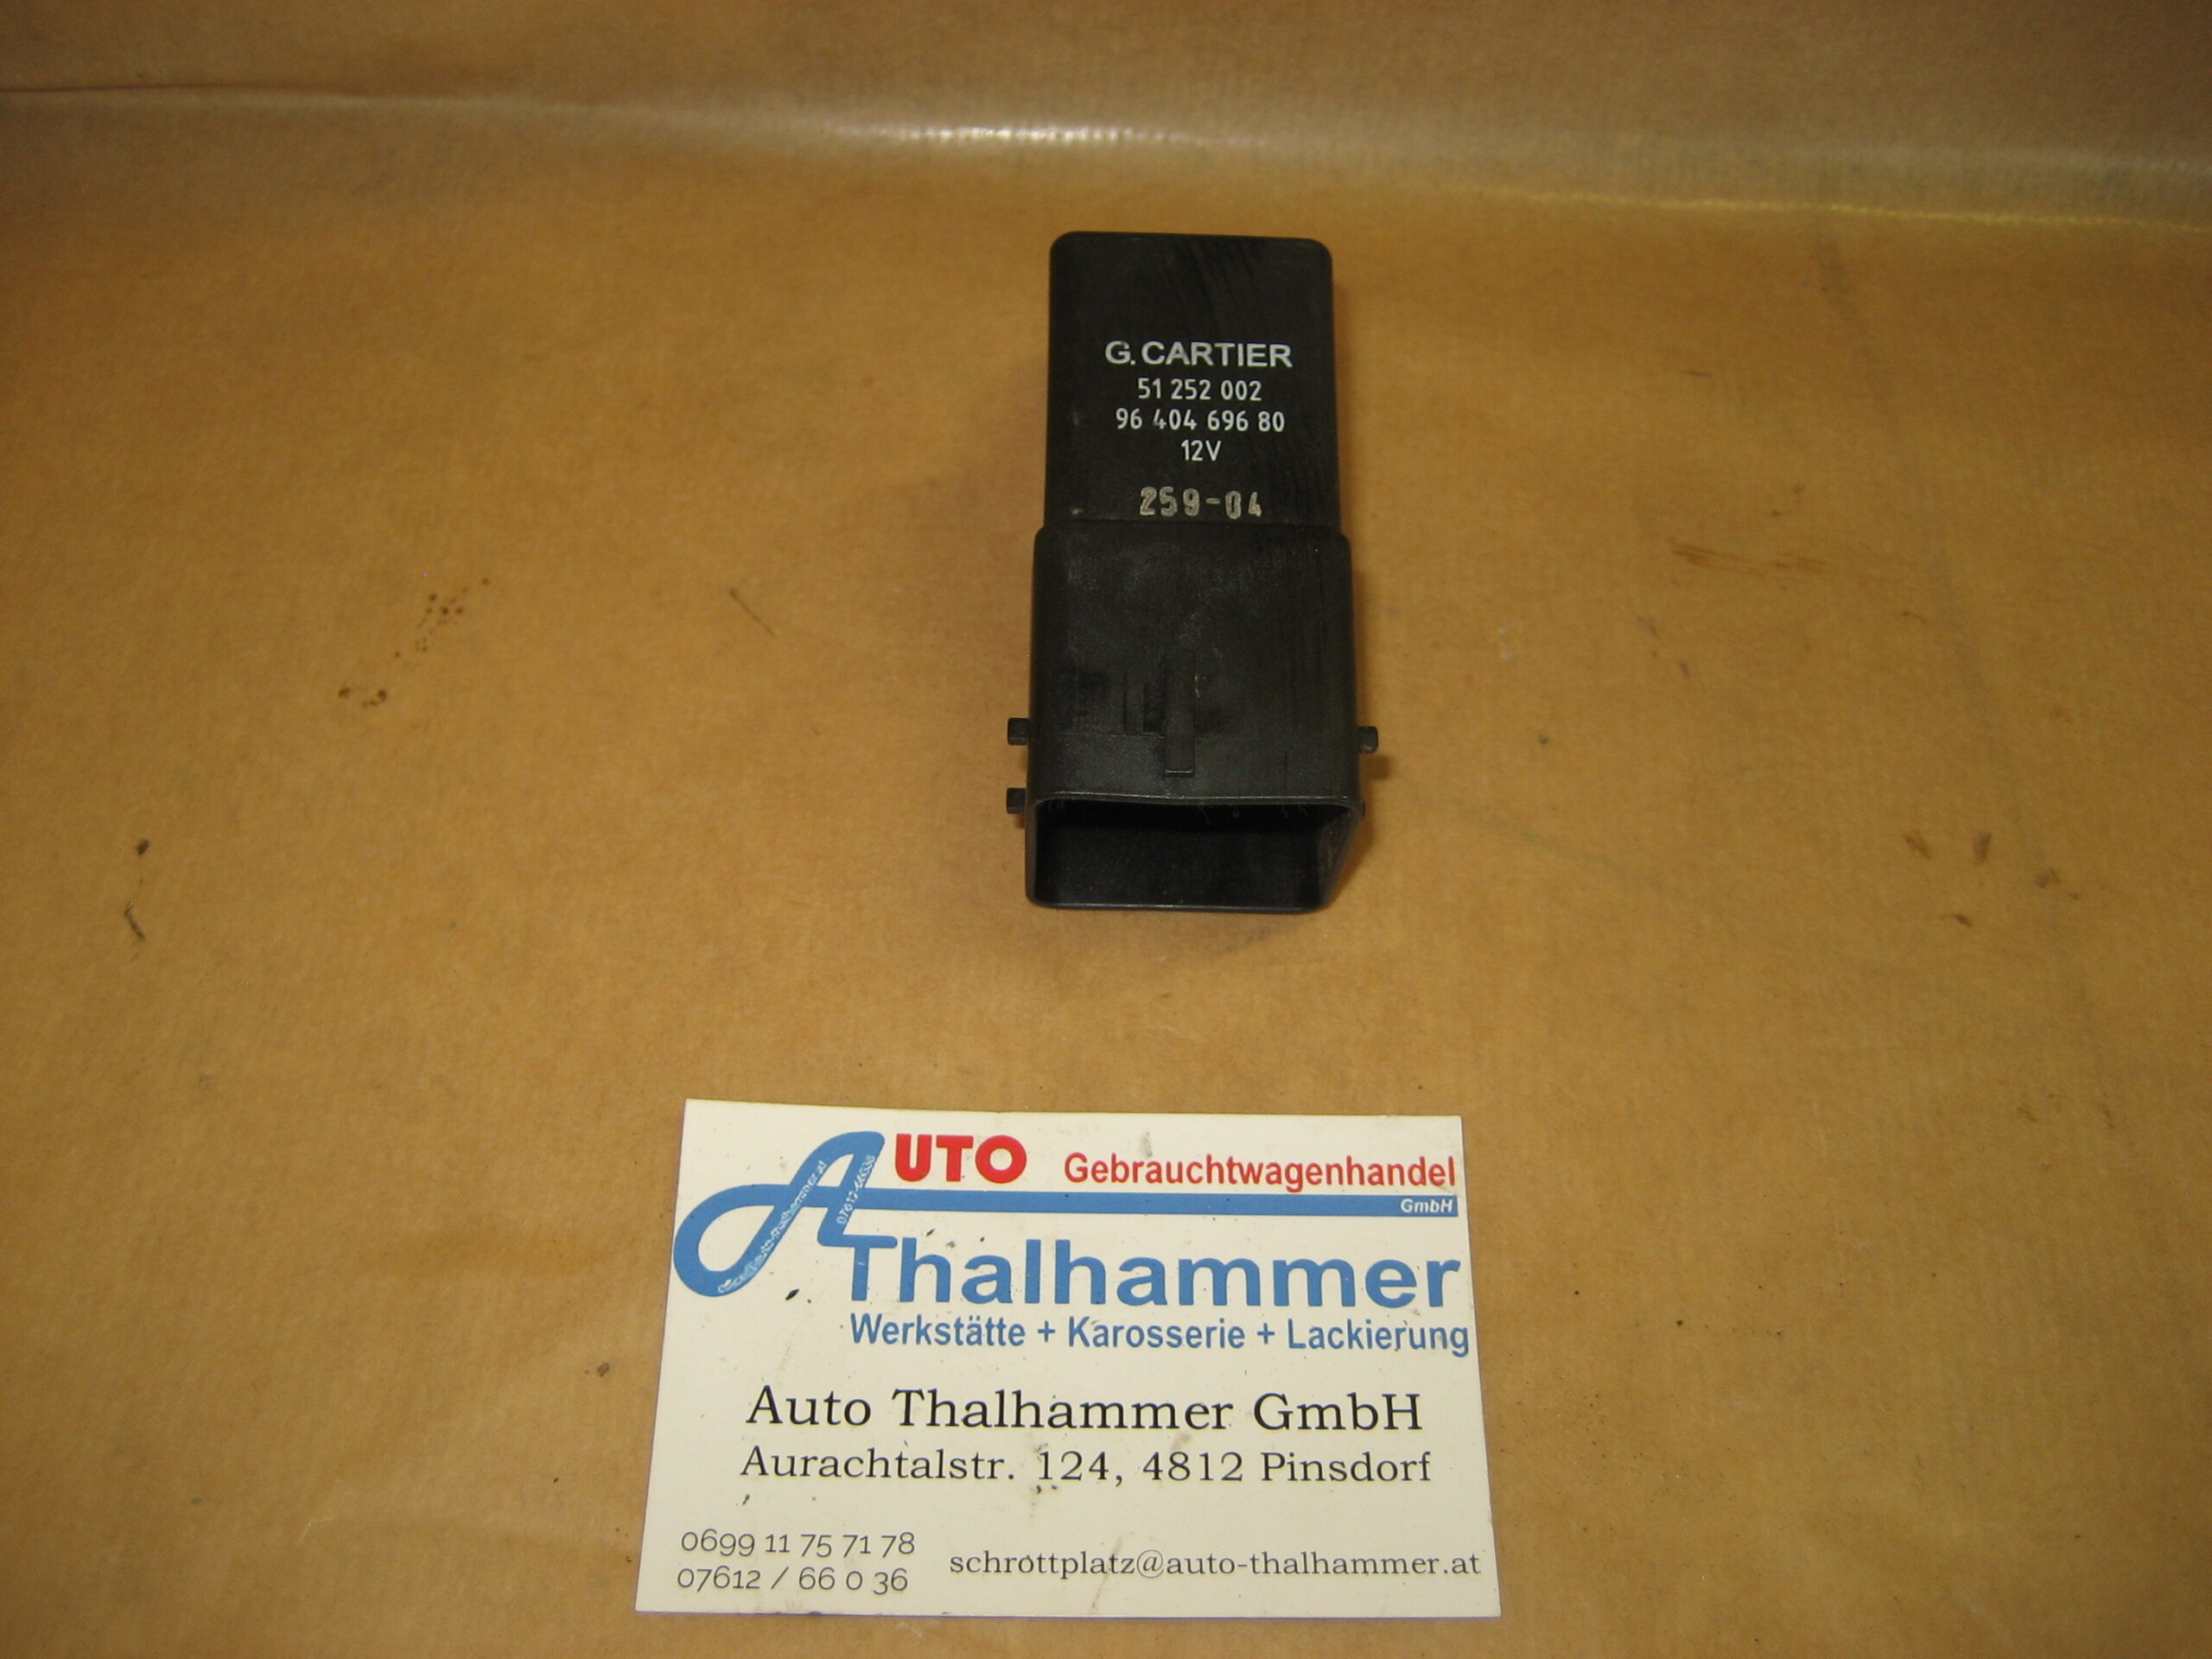 G. CARTIER
51 252 002
96 404 696 80
12V
259-04
AUTO Gebrauchtwagenhandel
GmbH
07612-66036
Thalhammer
Werkstätte + Karosserie + Lackierung
Auto Thalhammer GmbH
Aurachtalstr. 124, 4812 Pinsdorf
0699 11 75 71 78
07612 / 66 0 36
schrottplatz@auto-thalhammer.at